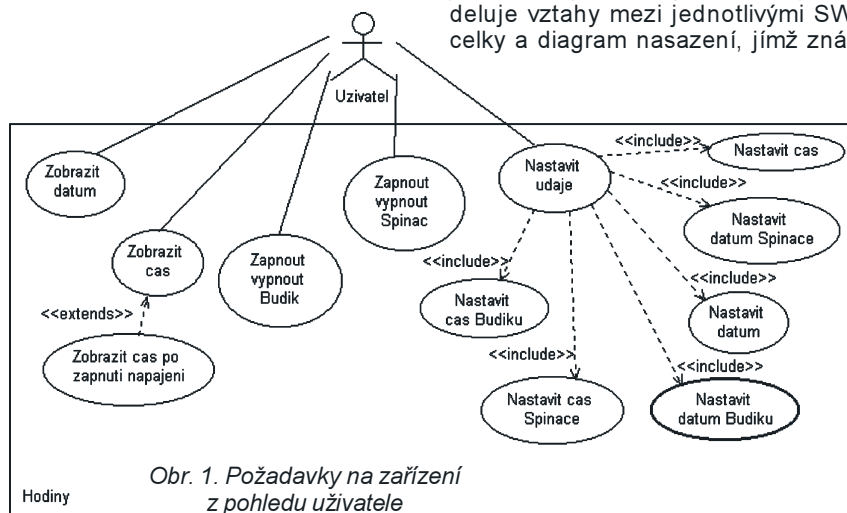 deluje vztahy mezi jednotlivými SW
celky a diagram nasazení, jímž zná
Uzivatel
Zobrazit
datum
Zobrazit
cas
<<extends>>
Zobrazit cas po
zapnuti napajeni
Zapnout
vypnout
Budik
Zapnout
vypnout
Spinac
Nastavit
udaje
<<include>>
Nastavit cas
<<include>>
Nastavit
datum Spinace
<<include>>
Nastavit
cas Budiku
<<include>>
Nastavit
datum
<<include>>
Nastavit cas
Spinace
<<include>>
Nastavit
datum Budiku
Hodiny
Obr. 1. Požadavky na zařízení
z pohledu uživatele